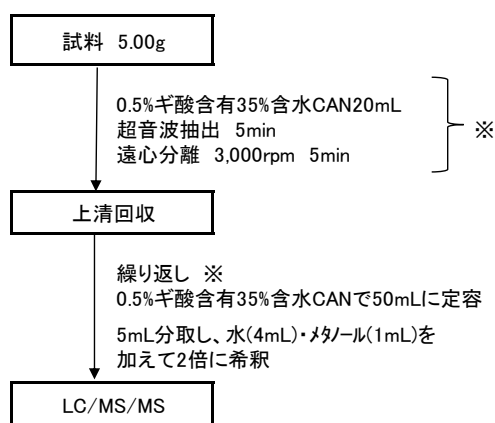 試料 5.00g
0.5%ギ酸含有35%含水CAN20mL
超音波抽出 5min
遠心分離 3,000rpm 5min
※
上清回収
繰り返し ※
0.5%ギ酸含有35%含水CANで50mLに定容
5mL分取し、水(4mL)・メタノール(1mL)を
加えて2倍に希釈
LC/MS/MS